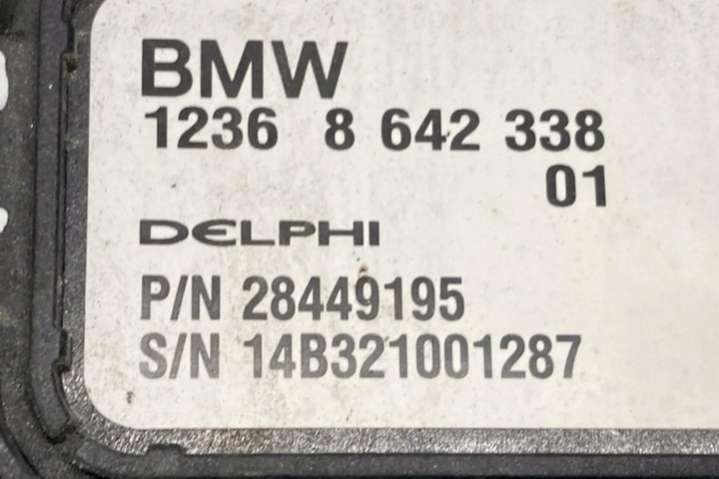 BMW
1236 8 642 338
01
DELPHI
P/N 28449195
S/N 14B321001287